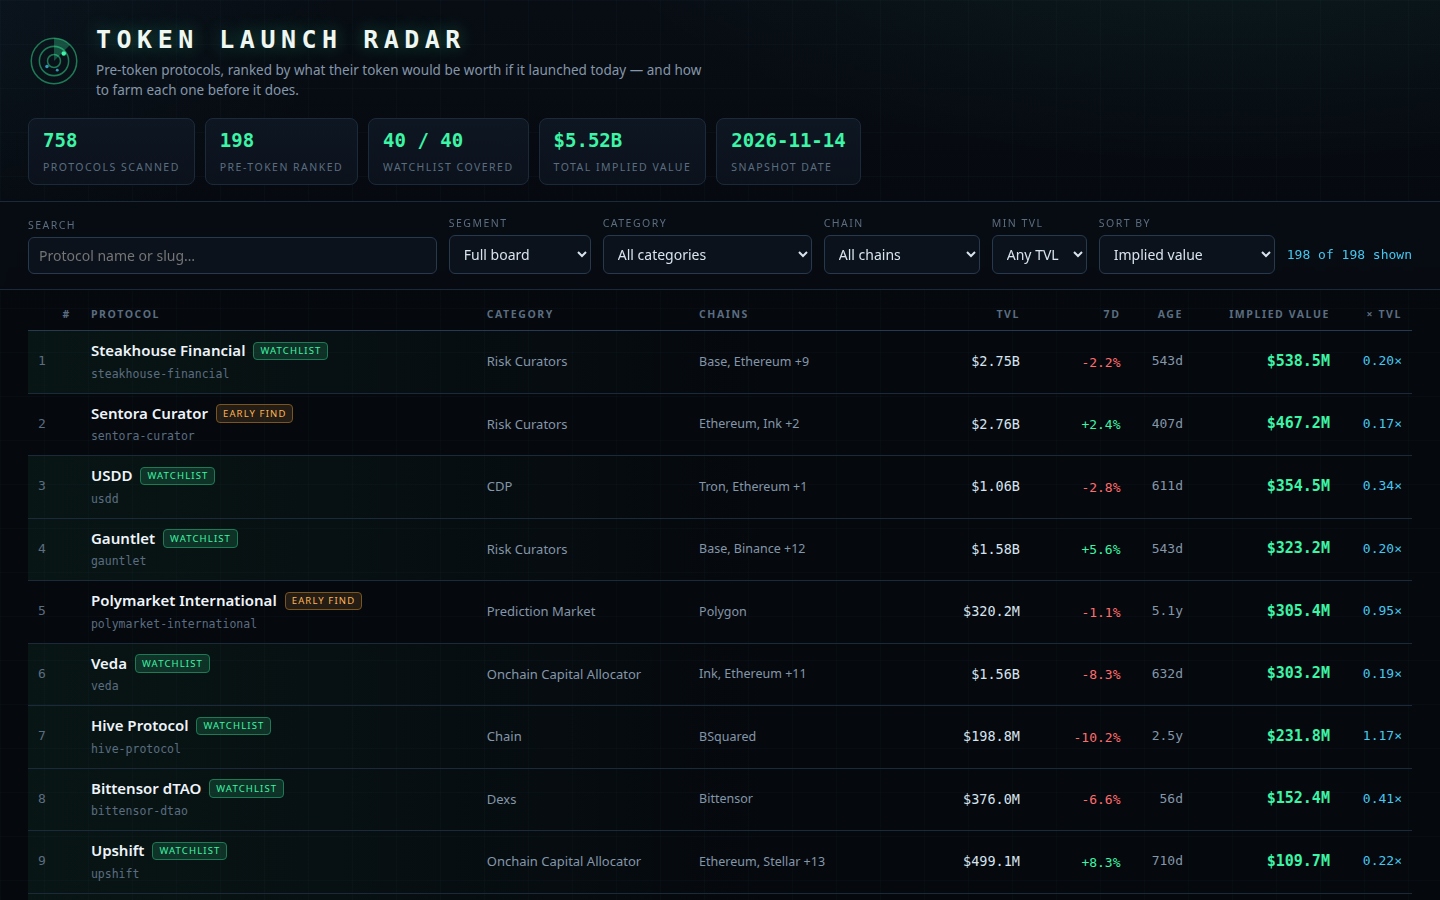 TOKEN LAUNCH RADAR
Pre-token protocols, ranked by what their token would be worth if it launched today — and how
to farm each one before it does.
758
PROTOCOLS SCANNED
198
PRE-TOKEN RANKED
40 / 40
WATCHLIST COVERED
$5.52B
TOTAL IMPLIED VALUE
2026-11-14
SNAPSHOT DATE
SEARCH
Protocol name or slug...
SEGMENT
Full board
CATEGORY
All categories
CHAIN
All chains
MIN TVL
Any TVL
SORT BY
Implied value
198 of 198 shown
# PROTOCOL CATEGORY CHAINS TVL 7D AGE IMPLIED VALUE × TVL
1 Steakhouse Financial WATCHLIST Risk Curators Base, Ethereum +9 $2.75B -2.2% 543d $538.5M 0.20×
steakhouse-financial
2 Sentora Curator EARLY FIND Risk Curators Ethereum, Ink +2 $2.76B +2.4% 407d $467.2M 0.17×
sentora-curator
3 USDD WATCHLIST CDP Tron, Ethereum +1 $1.06B -2.8% 611d $354.5M 0.34×
usdd
4 Gauntlet WATCHLIST Risk Curators Base, Binance +12 $1.58B +5.6% 543d $323.2M 0.20×
gauntlet
5 Polymarket International EARLY FIND Prediction Market Polygon $320.2M -1.1% 5.1y $305.4M 0.95×
polymarket-international
6 Veda WATCHLIST Onchain Capital Allocator Ink, Ethereum +11 $1.56B -8.3% 632d $303.2M 0.19×
veda
7 Hive Protocol WATCHLIST Chain BSquared $198.8M -10.2% 2.5y $231.8M 1.17×
hive-protocol
8 Bittensor dTAO WATCHLIST Dexs Bittensor $376.0M -6.6% 56d $152.4M 0.41×
bittensor-dtao
9 Upshift WATCHLIST Onchain Capital Allocator Ethereum, Stellar +13 $499.1M +8.3% 710d $109.7M 0.22×
upshift